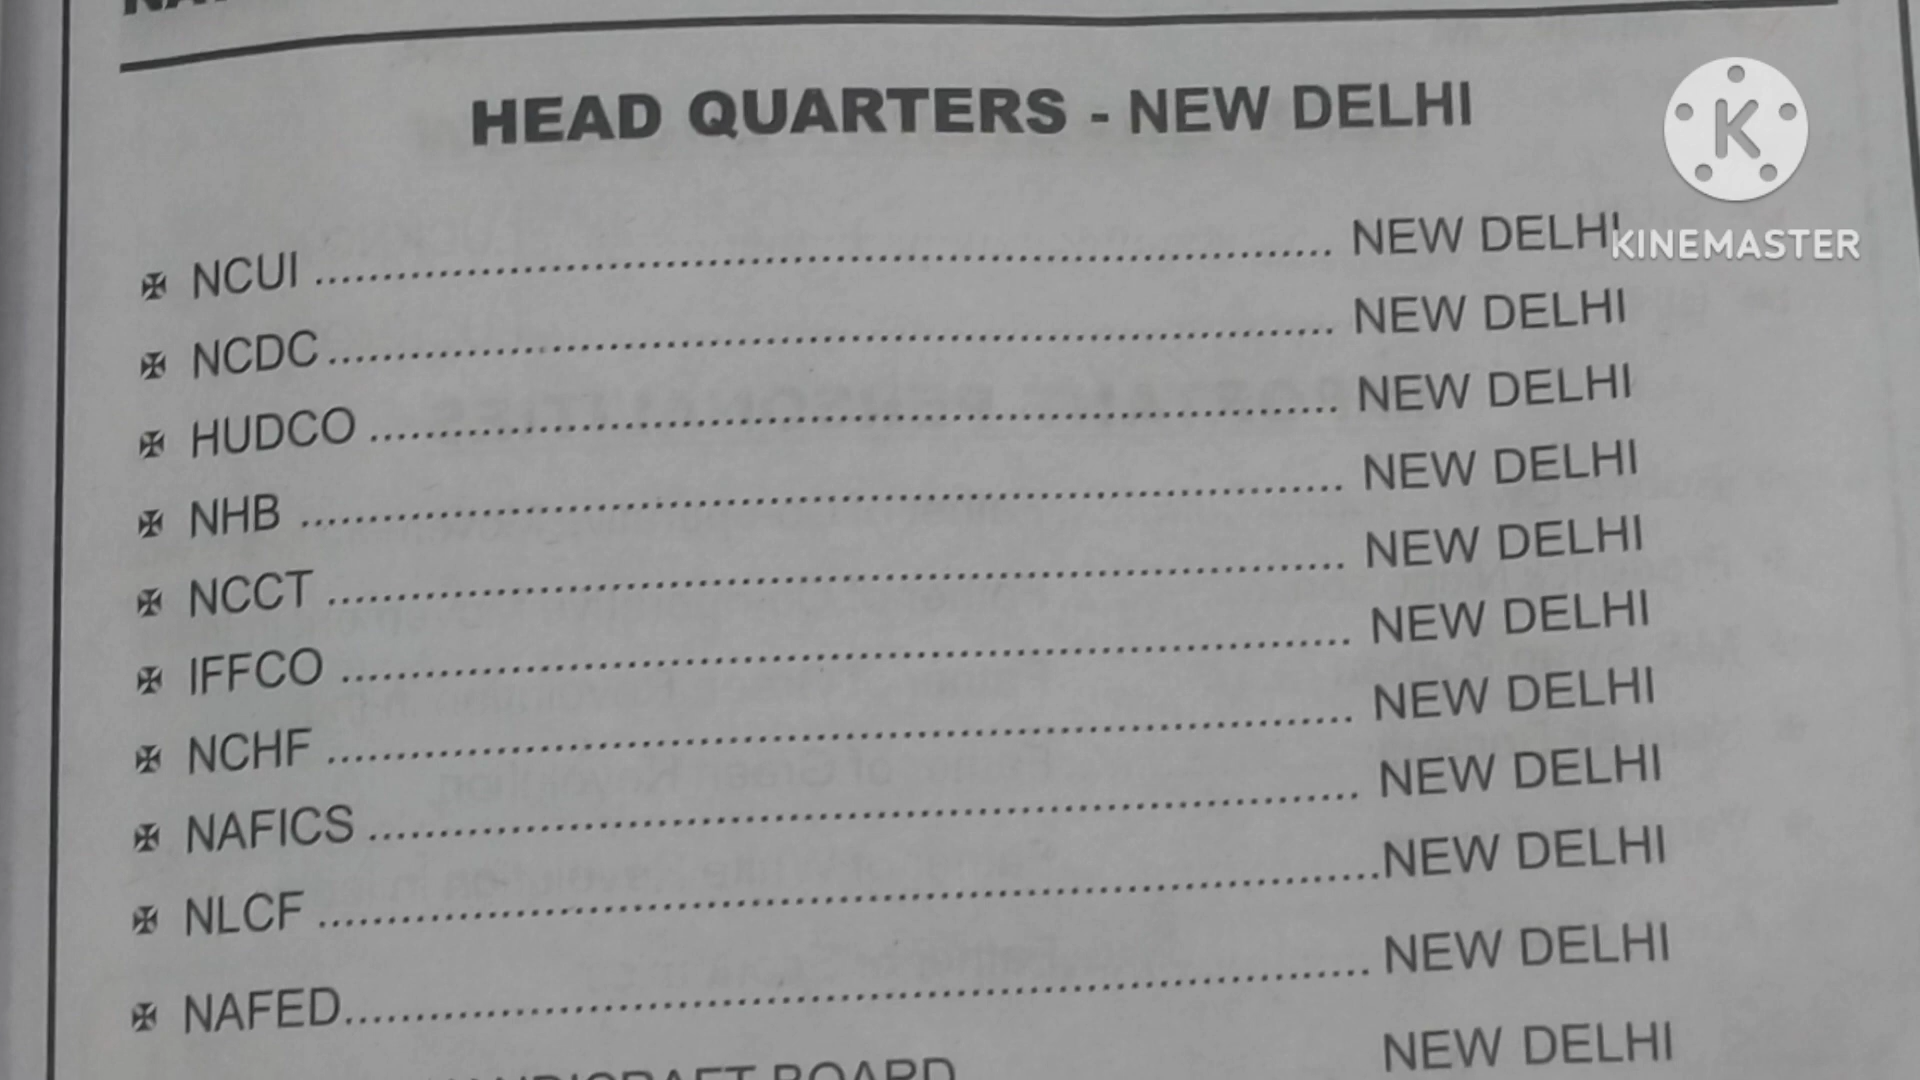 HEAD QUARTERS - NEW DELHI
KINEMASTER
✠ NCUI .......... NEW DELHI
✠ NCDC .......... NEW DELHI
✠ HUDCO .......... NEW DELHI
✠ NHB .......... NEW DELHI
✠ NCCT .......... NEW DELHI
✠ IFFCO .......... NEW DELHI
✠ NCHF .......... NEW DELHI
✠ NAFICS .......... NEW DELHI
✠ NLCF .......... NEW DELHI
✠ NAFED .......... NEW DELHI
BOARD NEW DELHI